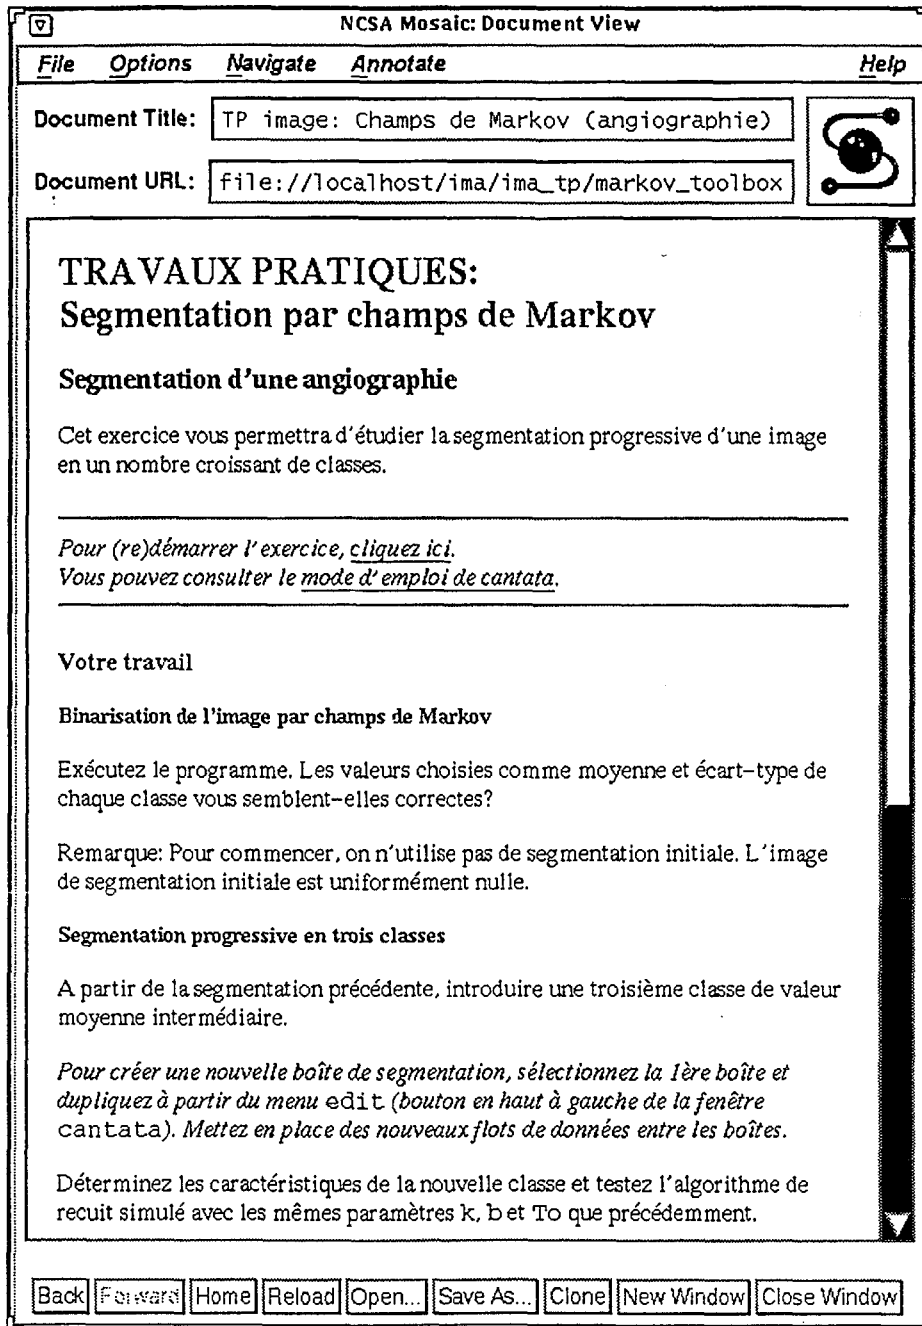 NCSA Mosaic: Document View
File Options Navigate Annotate Help
Document Title: TP image: Champs de Markov (angiographie)
Document URL: file://localhost/ima/ima_tp/markov_toolbox
TRAVAUX PRATIQUES:
Segmentation par champs de Markov
Segmentation d'une angiographie
Cet exercice vous permettra d'étudier la segmentation progressive d'une image
en un nombre croissant de classes.
Pour (re)démarrer l'exercice, cliquez ici.
Vous pouvez consulter le mode d'emploi de cantata.
Votre travail
Binarisation de l'image par champs de Markov
Exécutez le programme. Les valeurs choisies comme moyenne et écart-type de
chaque classe vous semblent-elles correctes?
Remarque: Pour commencer, on n'utilise pas de segmentation initiale. L'image
de segmentation initiale est uniformément nulle.
Segmentation progressive en trois classes
A partir de la segmentation précédente, introduire une troisième classe de valeur
moyenne intermédiaire.
Pour créer une nouvelle boîte de segmentation, sélectionnez la 1ère boîte et
dupliquez à partir du menu edit (bouton en haut à gauche de la fenêtre
cantata). Mettez en place des nouveaux flots de données entre les boîtes.
Déterminez les caractéristiques de la nouvelle classe et testez l'algorithme de
recuit simulé avec les mêmes paramètres k, b et To que précédemment.
Back Forward Home Reload Open... Save As... Clone New Window Close Window